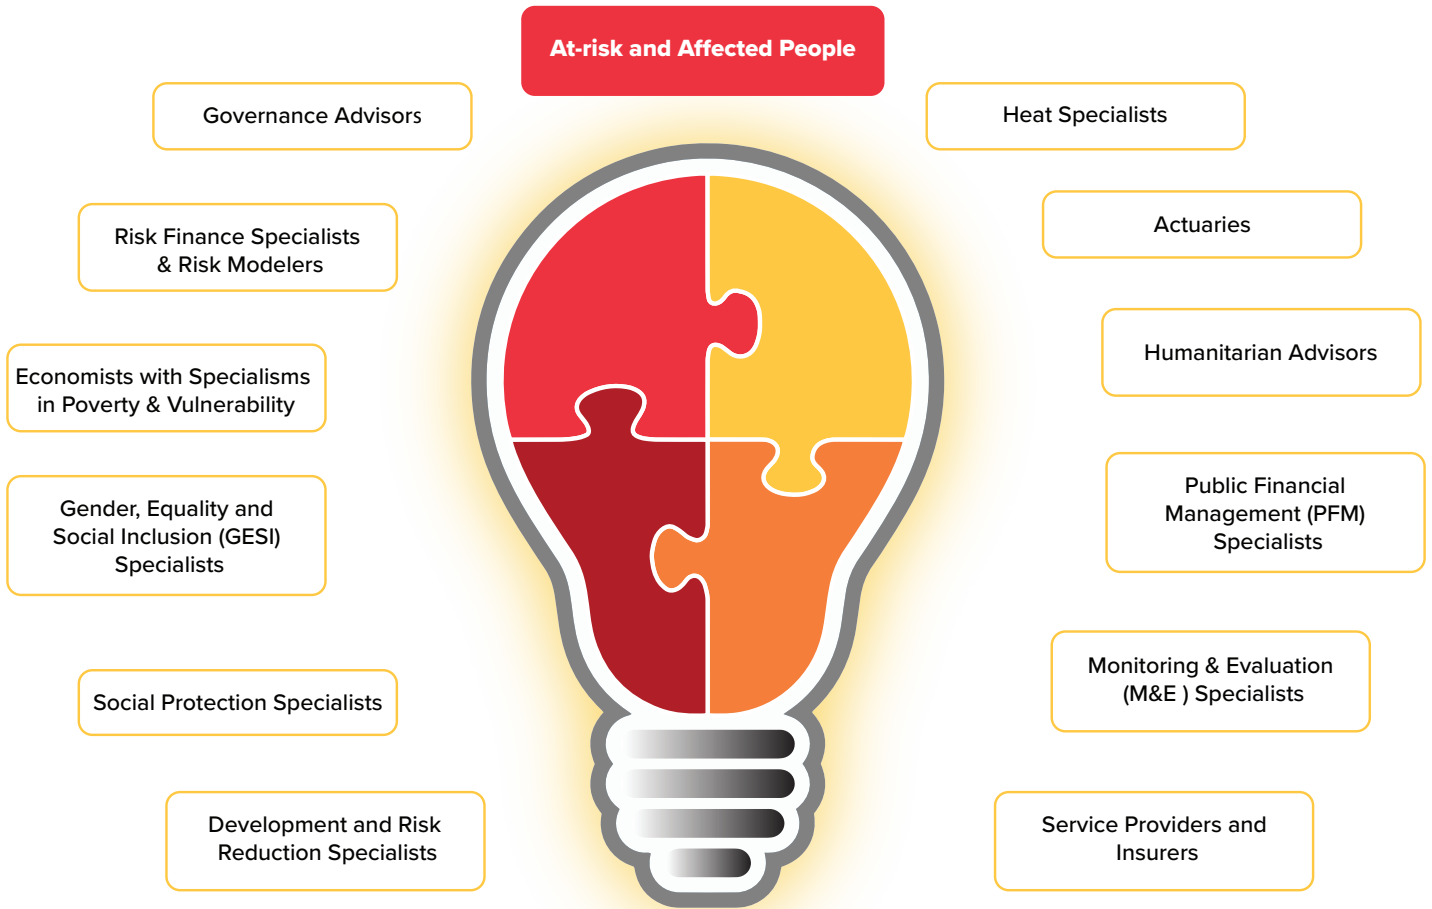 At-risk and Affected People
Governance Advisors
Risk Finance Specialists
& Risk Modelers
Economists with Specialisms
in Poverty & Vulnerability
Gender, Equality and
Social Inclusion (GESI)
Specialists
Social Protection Specialists
Development and Risk
Reduction Specialists
Heat Specialists
Actuaries
Humanitarian Advisors
Public Financial
Management (PFM)
Specialists
Monitoring & Evaluation
(M&E ) Specialists
Service Providers and
Insurers